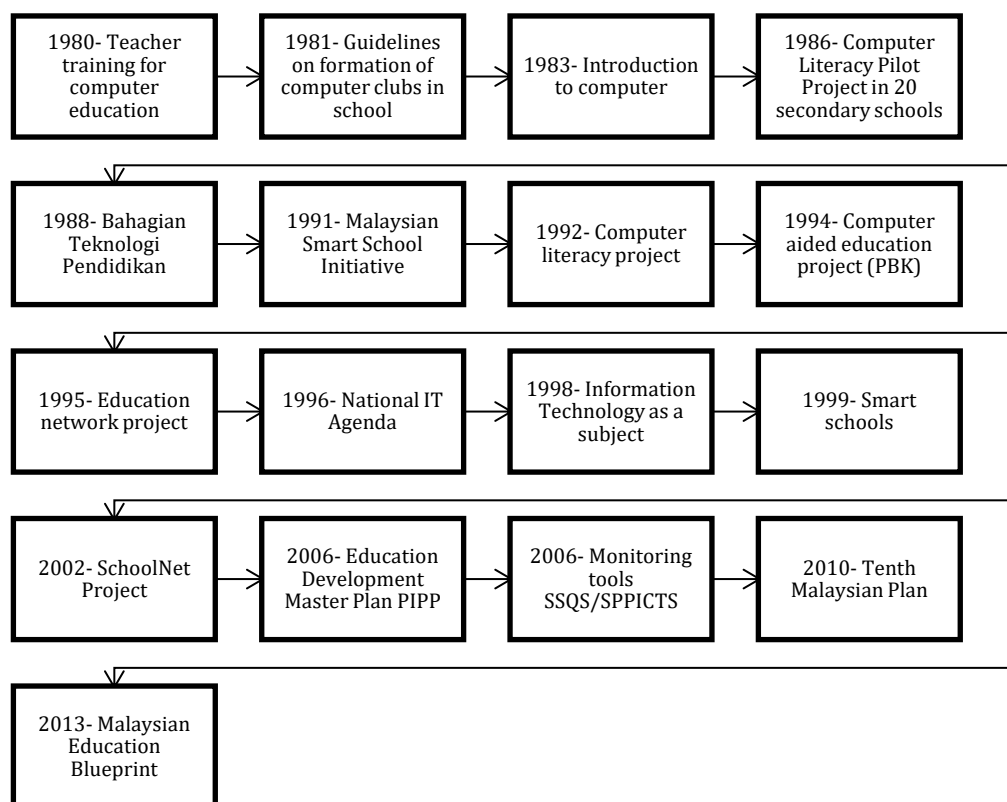 1980- Teacher
training for
computer
education
1981- Guidelines
on formation of
computer clubs in
school
1983- Introduction
to computer
1986- Computer
Literacy Pilot
Project in 20
secondary schools
1988- Bahagian
Teknologi
Pendidikan
1991- Malaysian
Smart School
Initiative
1992- Computer
literacy project
1994- Computer
aided education
project (PBK)
1995- Education
network project
1996- National IT
Agenda
1998- Information
Technology as a
subject
1999- Smart
schools
2002- SchoolNet
Project
2006- Education
Development
Master Plan PIPP
2006- Monitoring
tools
SSQS/SPPICTS
2010- Tenth
Malaysian Plan
2013- Malaysian
Education
Blueprint